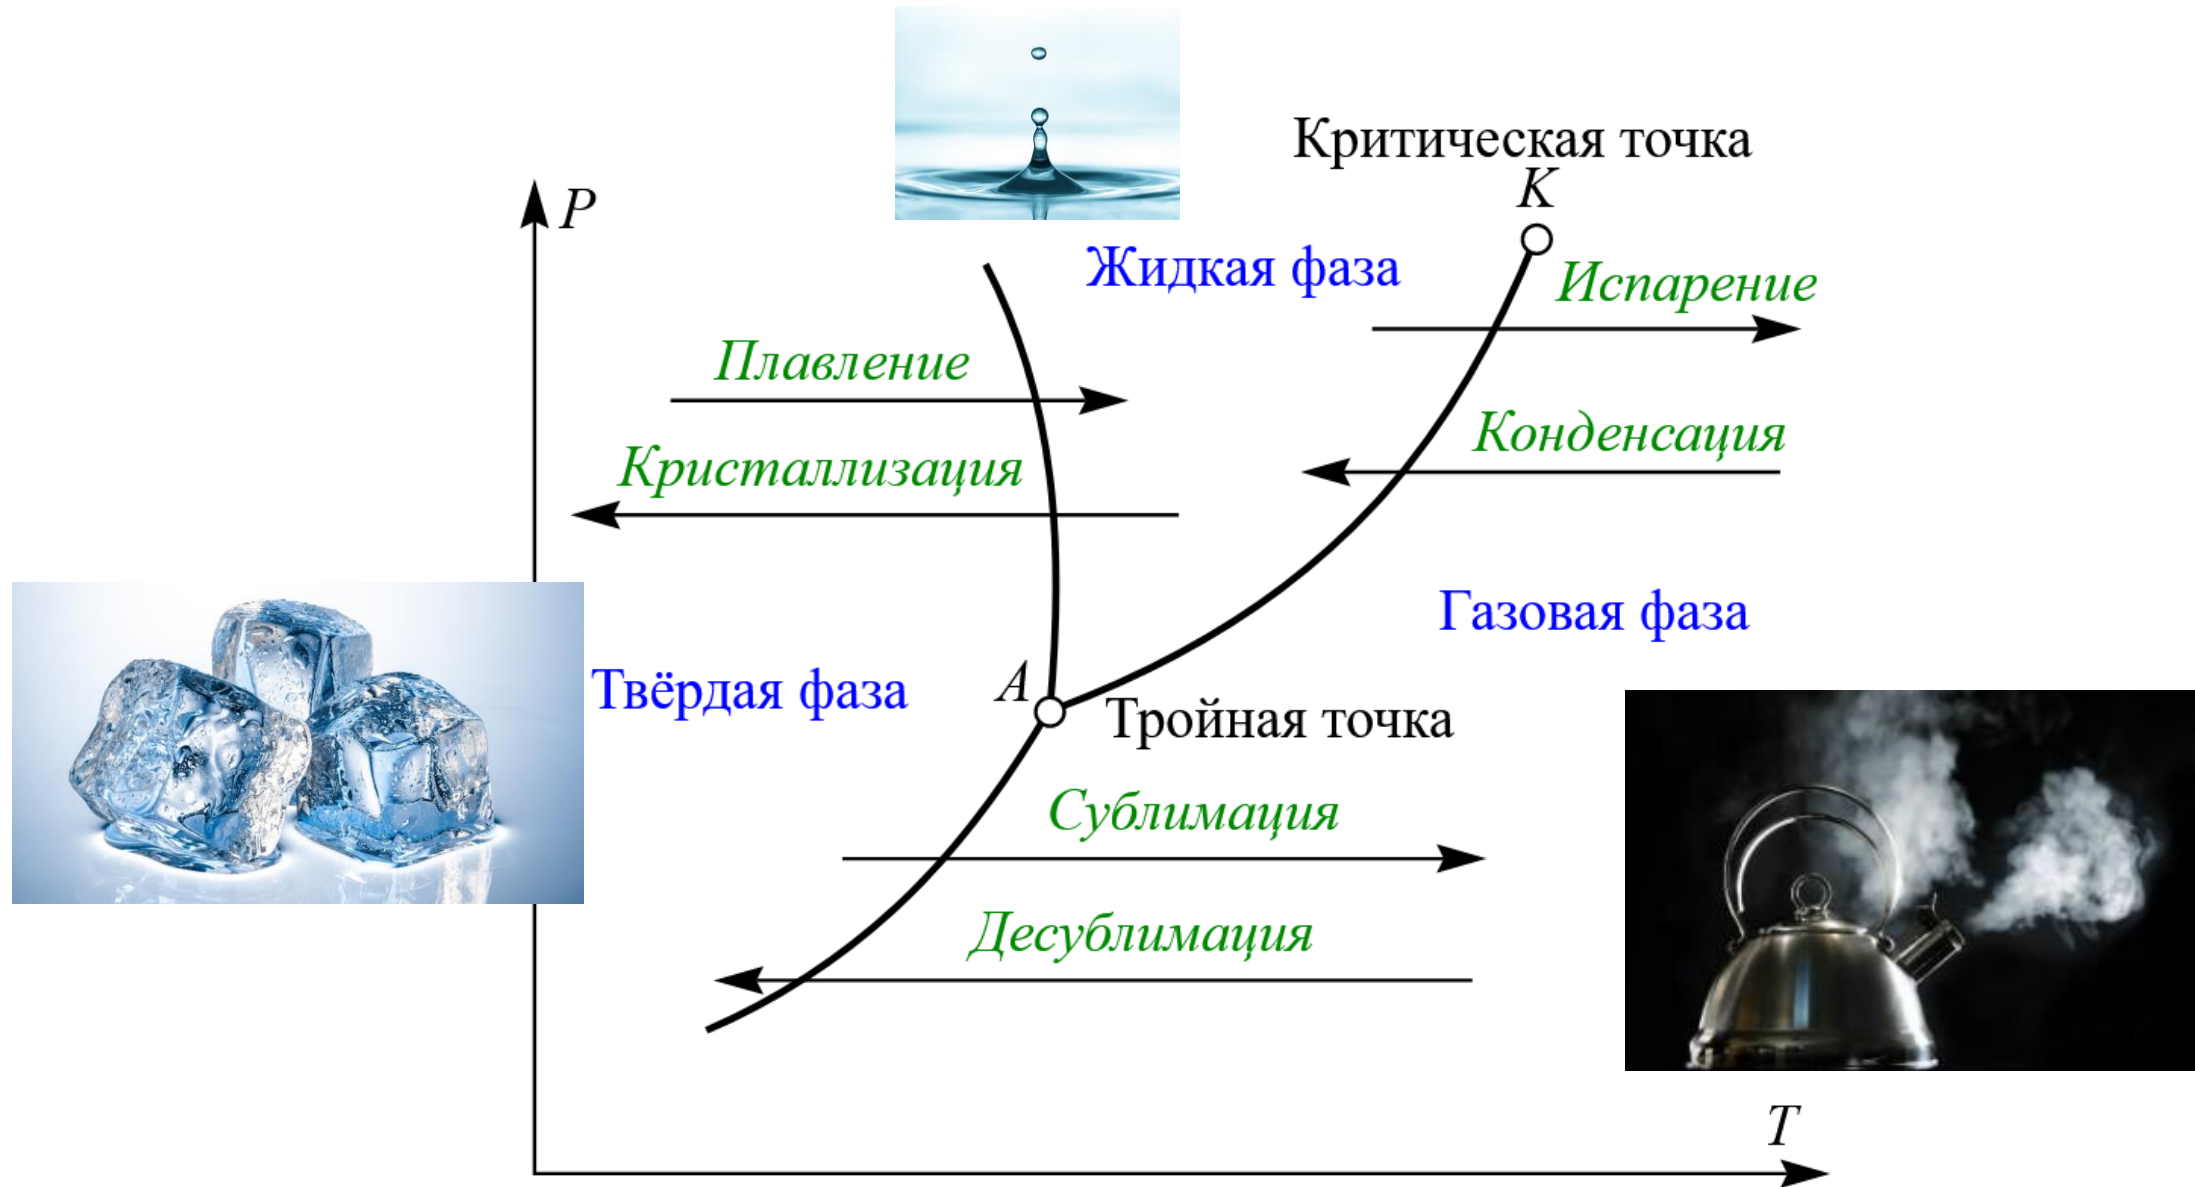 Критическая точка
K
P
Жидкая фаза
Испарение
Плавление
Конденсация
Кристаллизация
Газовая фаза
Твёрдая фаза
A
Тройная точка
Сублимация
Десублимация
T